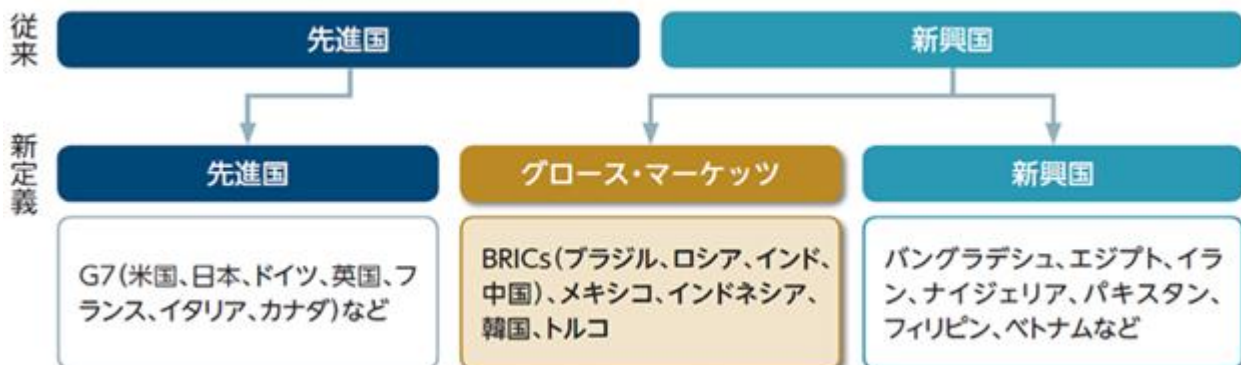 従来
先進国
新興国
新定義
先進国
グロース・マーケッツ
新興国
G7(米国、日本、ドイツ、英国、フ
ランス、イタリア、カナダ)など
BRICs(ブラジル、ロシア、インド、
中国)、メキシコ、インドネシア、
韓国、トルコ
バングラデシュ、エジプト、イラ
ン、ナイジェリア、パキスタン、
フィリピン、ベトナムなど